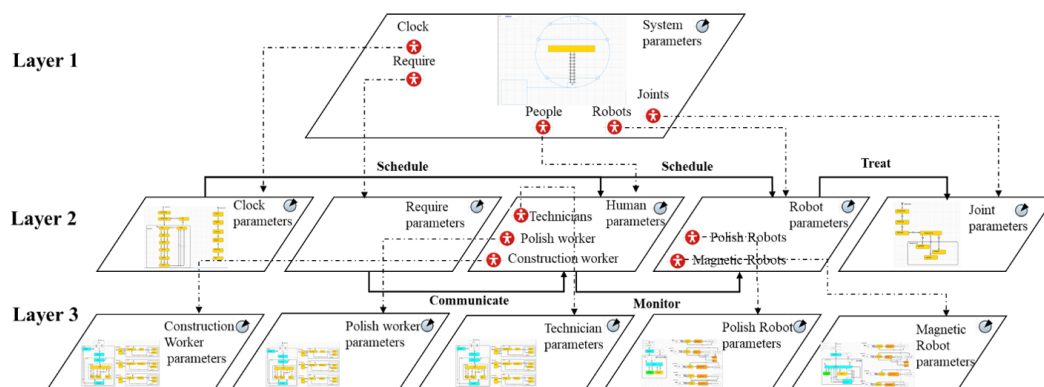 Clock
System
parameters
Layer 1
Require
Joints
People
Robots
Schedule
Schedule
Treat
Layer 2
Clock
parameters
Require
parameters
Human
parameters
Technicians
Polish worker
Construction worker
Robot
parameters
Polish Robots
Magnetic Robots
Joint
parameters
Communicate
Monitor
Layer 3
Construction
Worker
parameters
Polish worker
parameters
Technician
parameters
Polish Robot
parameters
Magnetic
Robot
parameters